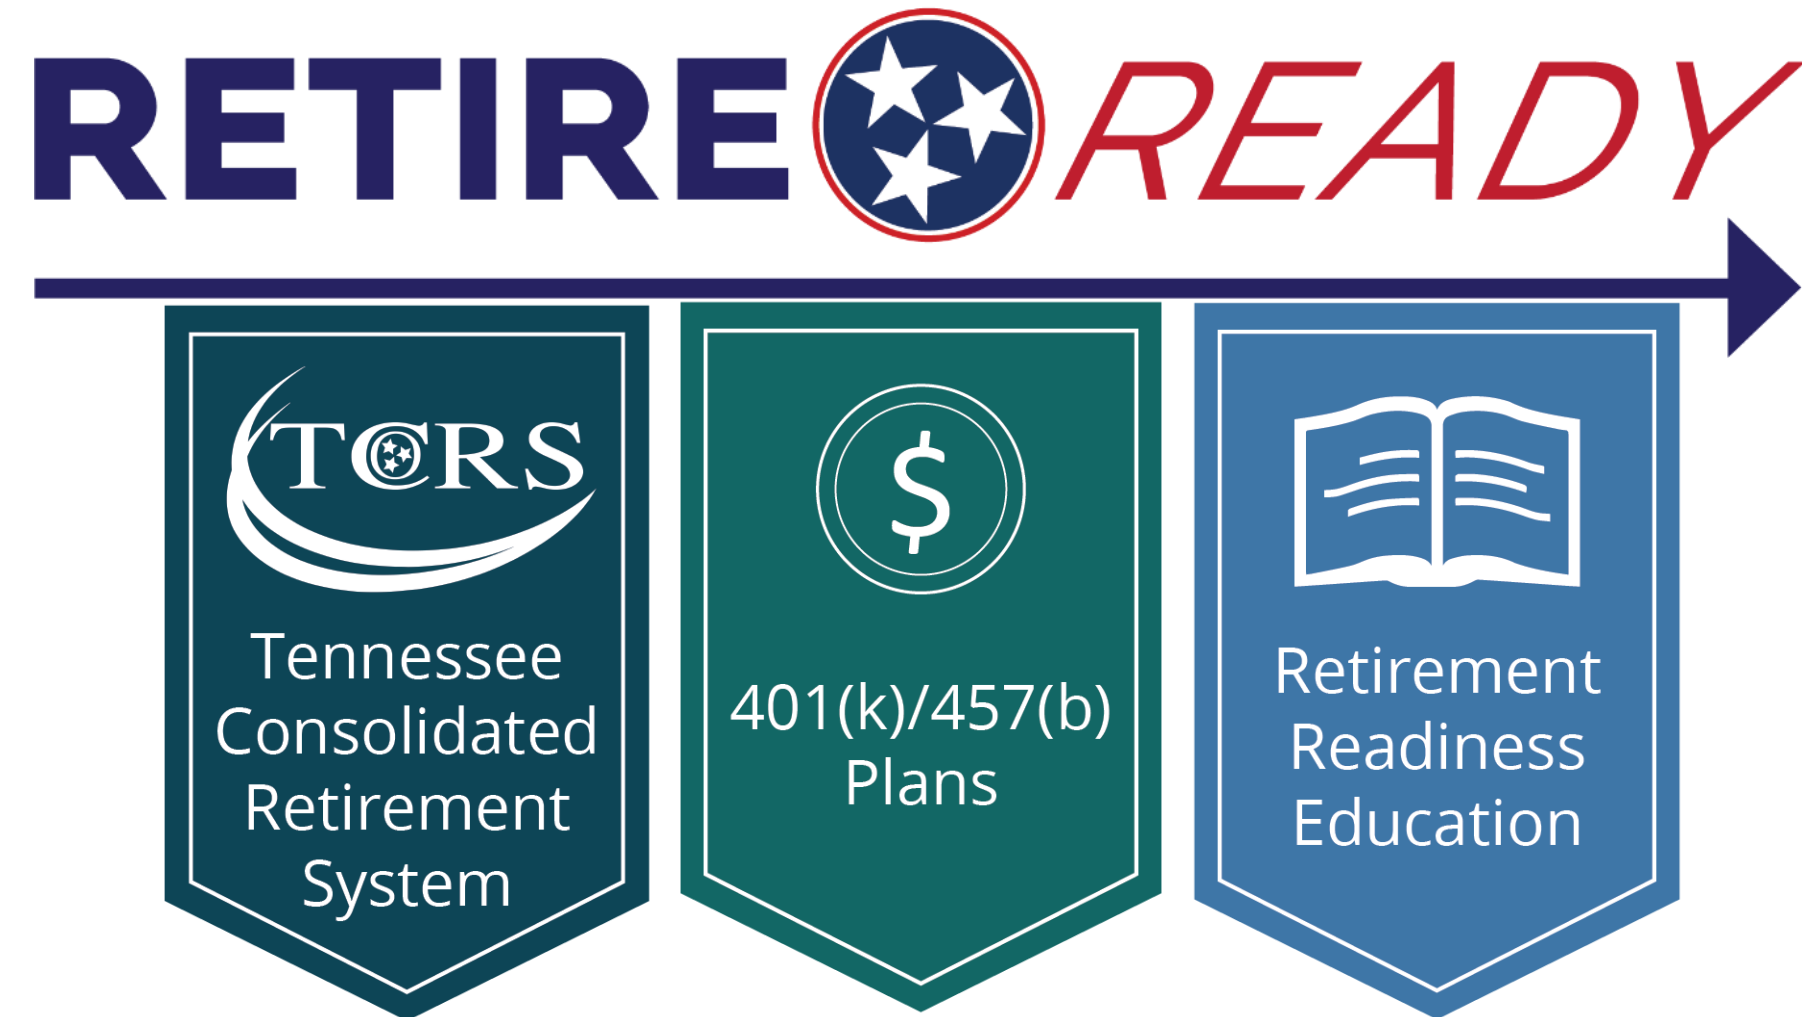 RETIRE READY
TCRS
Tennessee
Consolidated
Retirement
System
$
401(k)/457(b)
Plans
Retirement
Readiness
Education